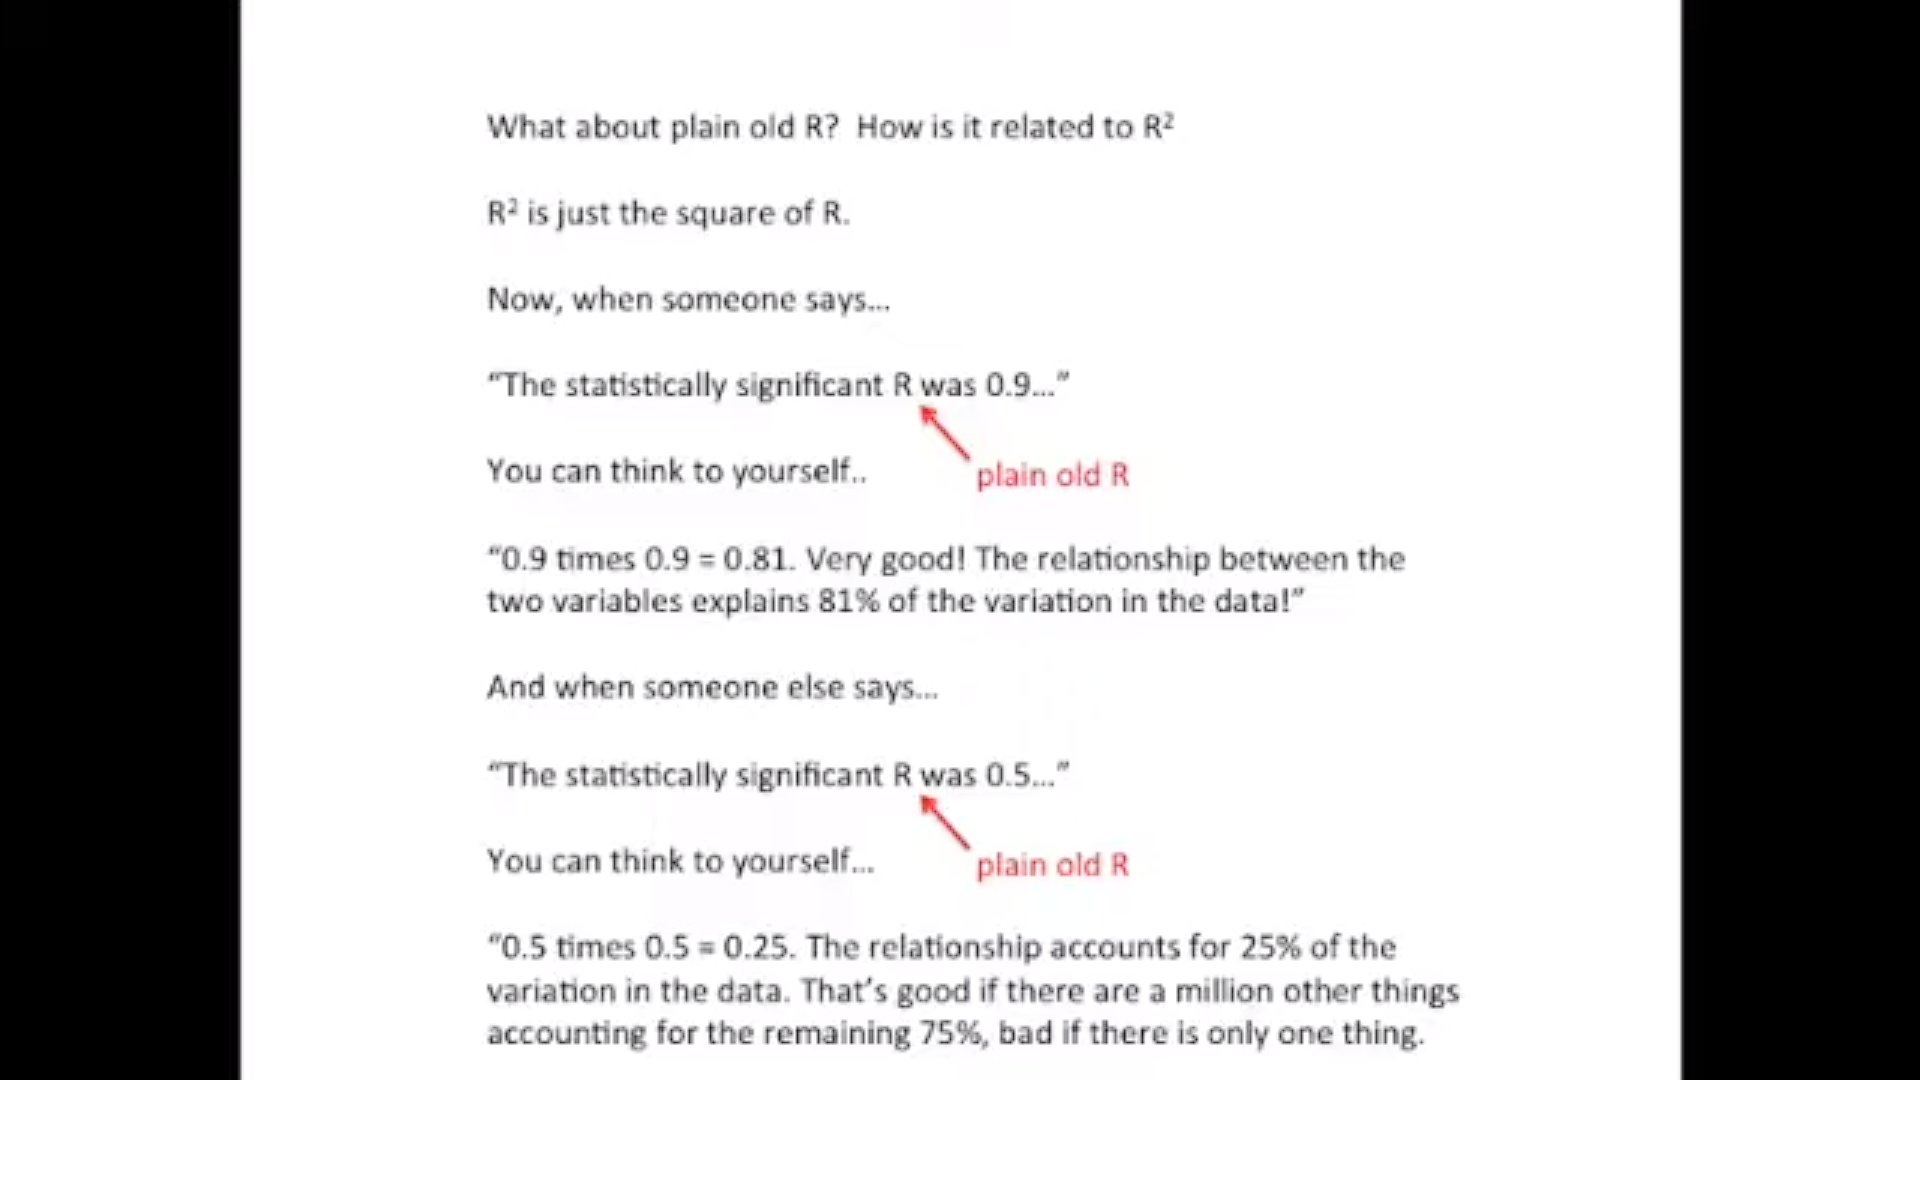 What about plain old R?  How is it related to R²
R² is just the square of R.
Now, when someone says...
“The statistically significant R was 0.9...”
You can think to yourself..
plain old R
“0.9 times 0.9 = 0.81. Very good! The relationship between the
two variables explains 81% of the variation in the data!”
And when someone else says...
“The statistically significant R was 0.5...”
You can think to yourself...
plain old R
“0.5 times 0.5 = 0.25. The relationship accounts for 25% of the
variation in the data. That’s good if there are a million other things
accounting for the remaining 75%, bad if there is only one thing.